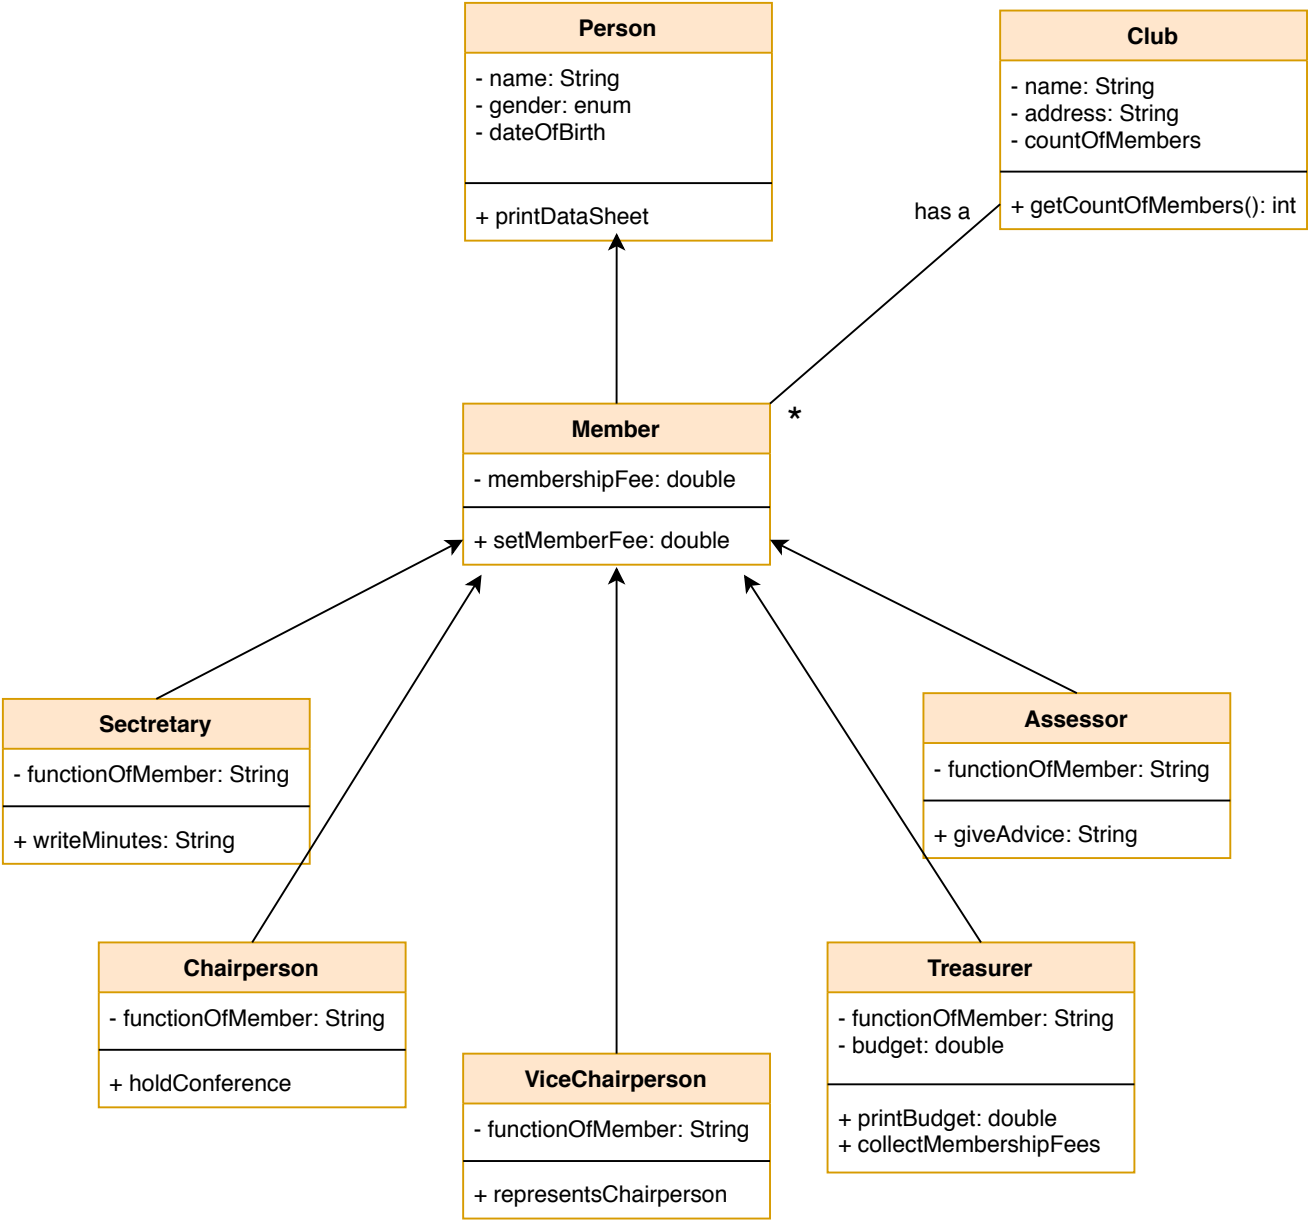 Person
- name: String
- gender: enum
- dateOfBirth
+ printDataSheet
Club
- name: String
- address: String
- countOfMembers
+ getCountOfMembers(): int
has a
*
Member
- membershipFee: double
+ setMemberFee: double
Sectretary
- functionOfMember: String
+ writeMinutes: String
Assessor
- functionOfMember: String
+ giveAdvice: String
Chairperson
- functionOfMember: String
+ holdConference
ViceChairperson
- functionOfMember: String
+ representsChairperson
Treasurer
- functionOfMember: String
- budget: double
+ printBudget: double
+ collectMembershipFees